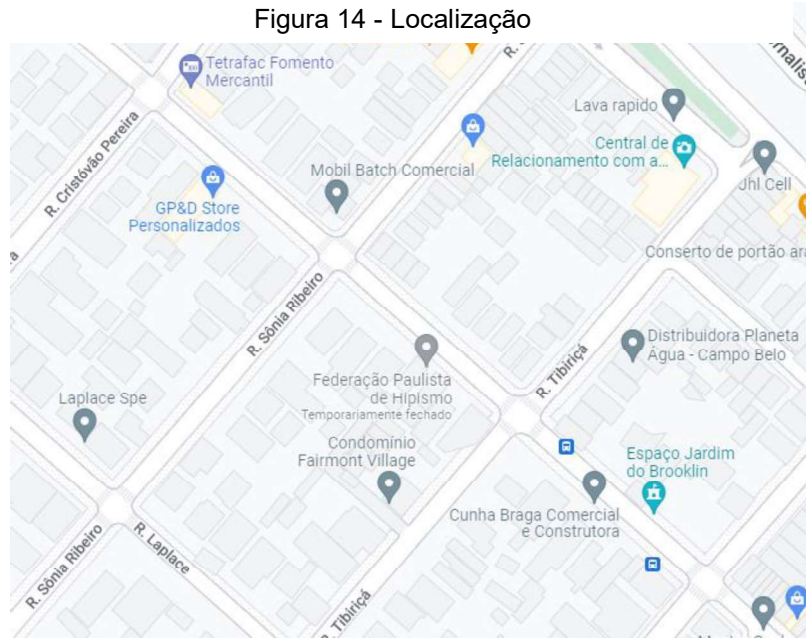 Figura 14 - Localização
Tetrafac Fomento
Mercantil
R. Cristóvão Pereira
GP&D Store
Personalizados
Mobil Batch Comercial
Lava rapido
Central de
Relacionamento com a...
Jhl Cell
Conserto de portão
R. Sônia Ribeiro
Distribuidora Planeta
Água - Campo Belo
R. Tibiriçá
Federação Paulista
de Hipismo
Temporariamente fechado
Laplace Spe
Condomínio
Fairmont Village
Espaço Jardim
do Brooklin
Cunha Braga Comercial
e Construtora
R. Sônia Ribeiro
R. Laplace
Tibiriçá